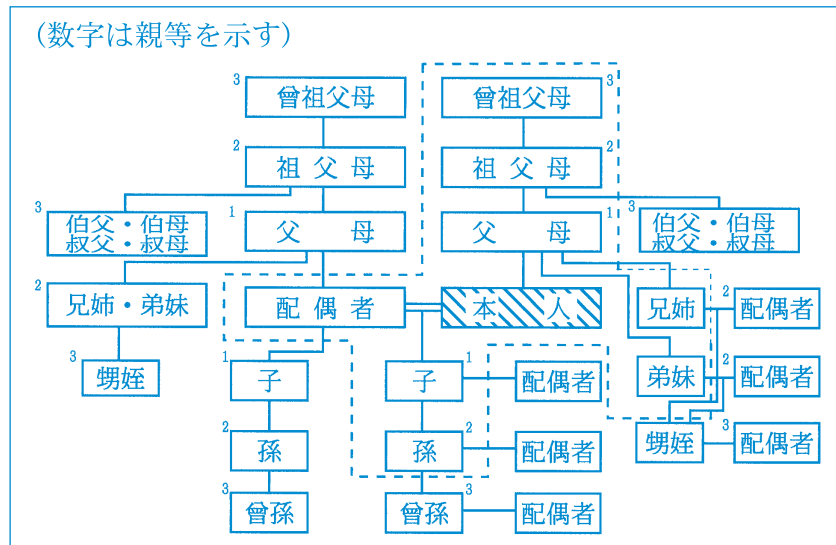 (数字は親等を示す)
3 曾祖父母
曾祖父母 3
2 祖父母
祖父母 2
3 伯父・伯母
叔父・叔母
1 父母
父母 1
3 伯父・伯母
叔父・叔母
2 兄姉・弟妹
配偶者
本人
兄姉
2 配偶者
3 甥姪
1 子
子 1
配偶者
弟妹
2 配偶者
2 孫
孫 2
配偶者
甥姪
3 配偶者
3 曾孫
曾孫 3
配偶者